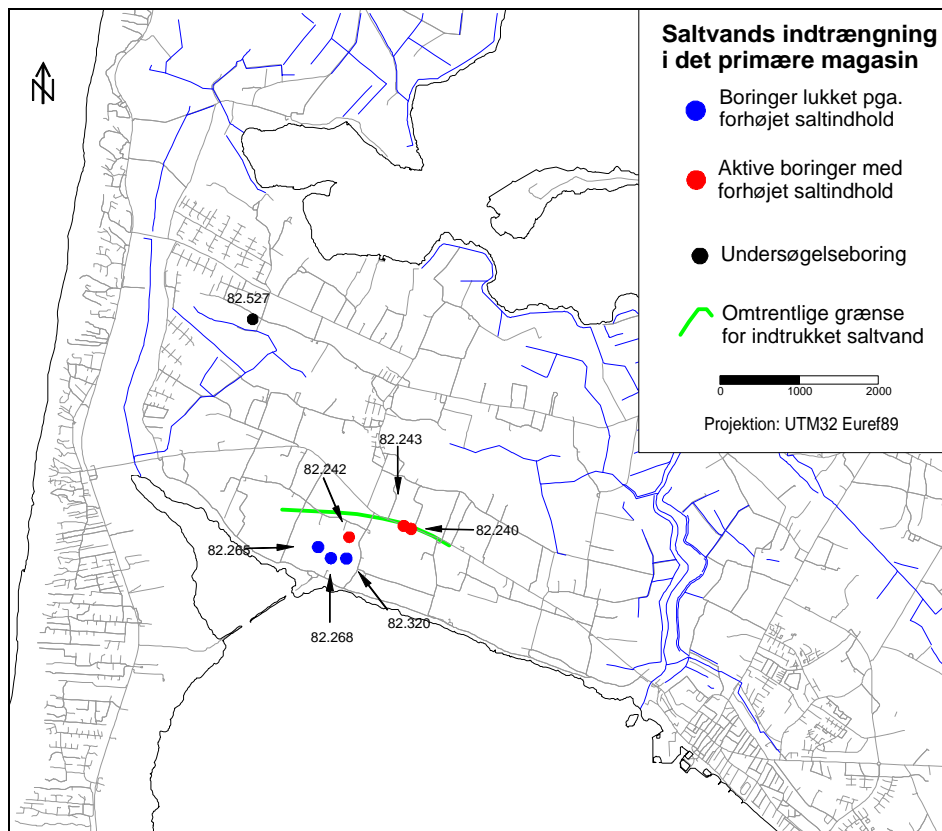 Saltvands indtrængning
i det primære magasin
N
Boringer lukket pga.
forhøjet saltindhold
Aktive boringer med
forhøjet saltindhold
Undersøgelseboring
Omtrentlige grænse
for indtrukket saltvand
0 1000 2000
Projektion: UTM32 Euref89
82.527
82.243
82.242
82.240
82.265
82.320
82.268